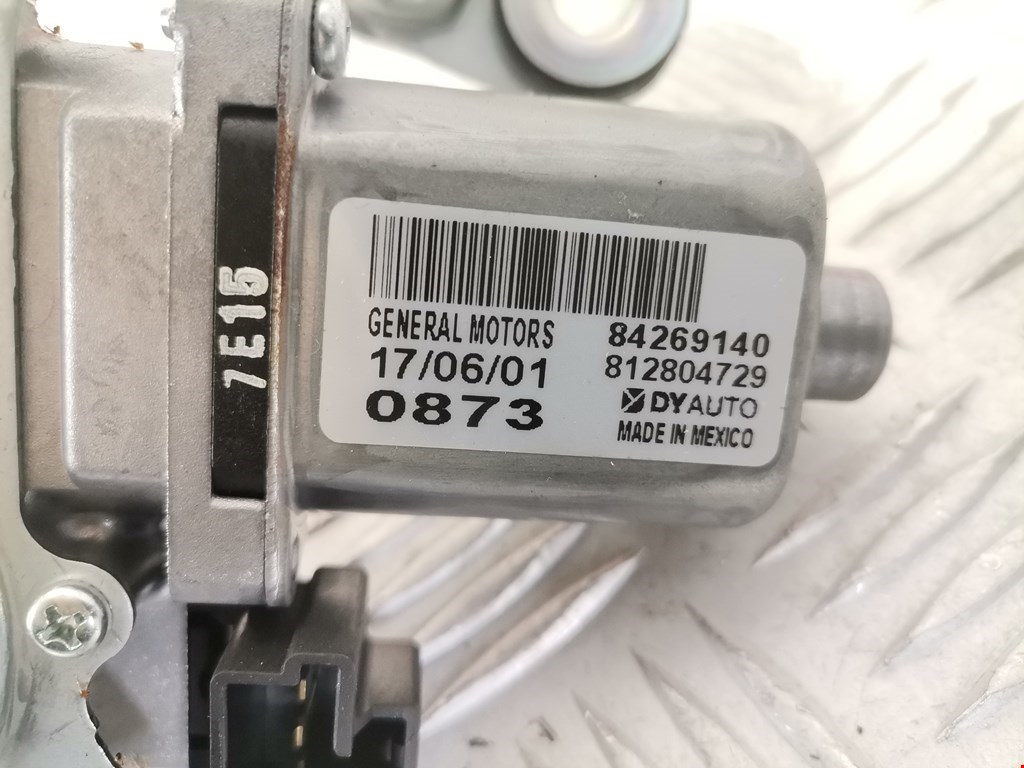 7E15
GENERAL MOTORS 84269140
17/06/01 812804729
0873 DYAUTO
MADE IN MEXICO